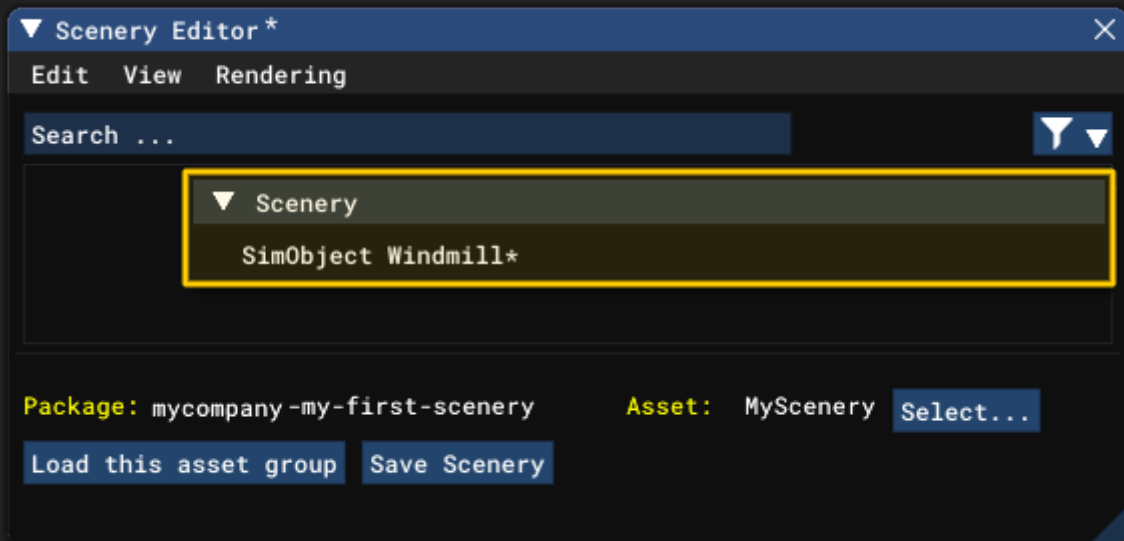 Scenery Editor*
Edit View Rendering
Search ...
Scenery
SimObject Windmill*
Package: mycompany-my-first-scenery Asset: MyScenery Select...
Load this asset group Save Scenery